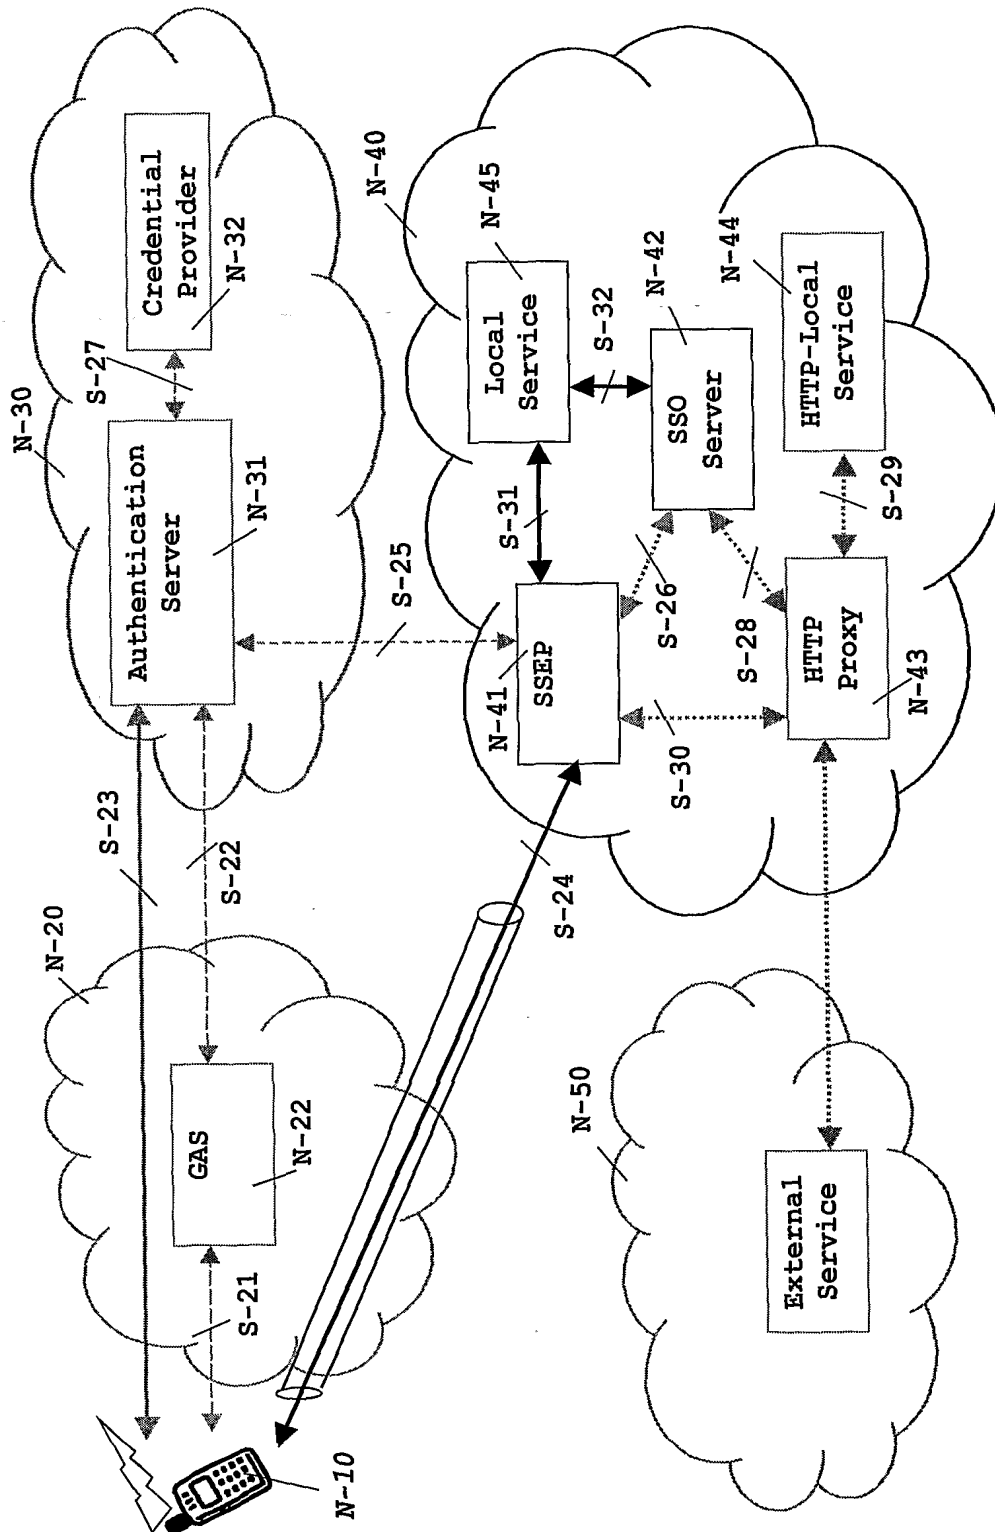 N-30
Authentication
Server
N-31
S-27
Credential
Provider
N-32
S-23
S-22
N-20
GAS
N-22
S-21
N-10
S-24
S-25
N-40
N-41
SSEP
S-31
Local
Service
N-45
S-32
SSO
Server
N-42
S-26
S-28
S-30
HTTP
Proxy
N-43
S-29
HTTP-Local
Service
N-44
N-50
External
Service